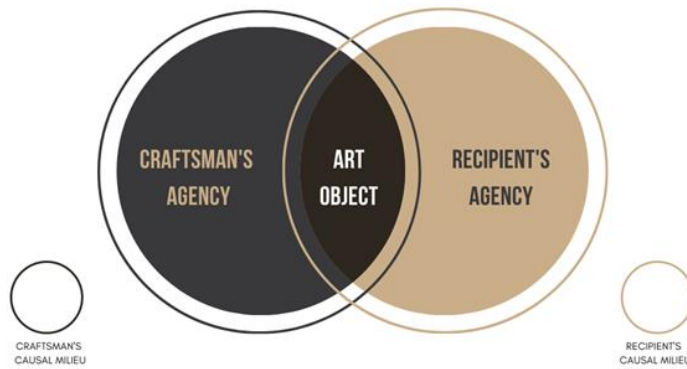 CRAFTSMAN'S
AGENCY
ART
OBJECT
RECIPIENT'S
AGENCY
CRAFTSMAN'S
CAUSAL MILIEU
RECIPIENT'S
CAUSAL MILIEU